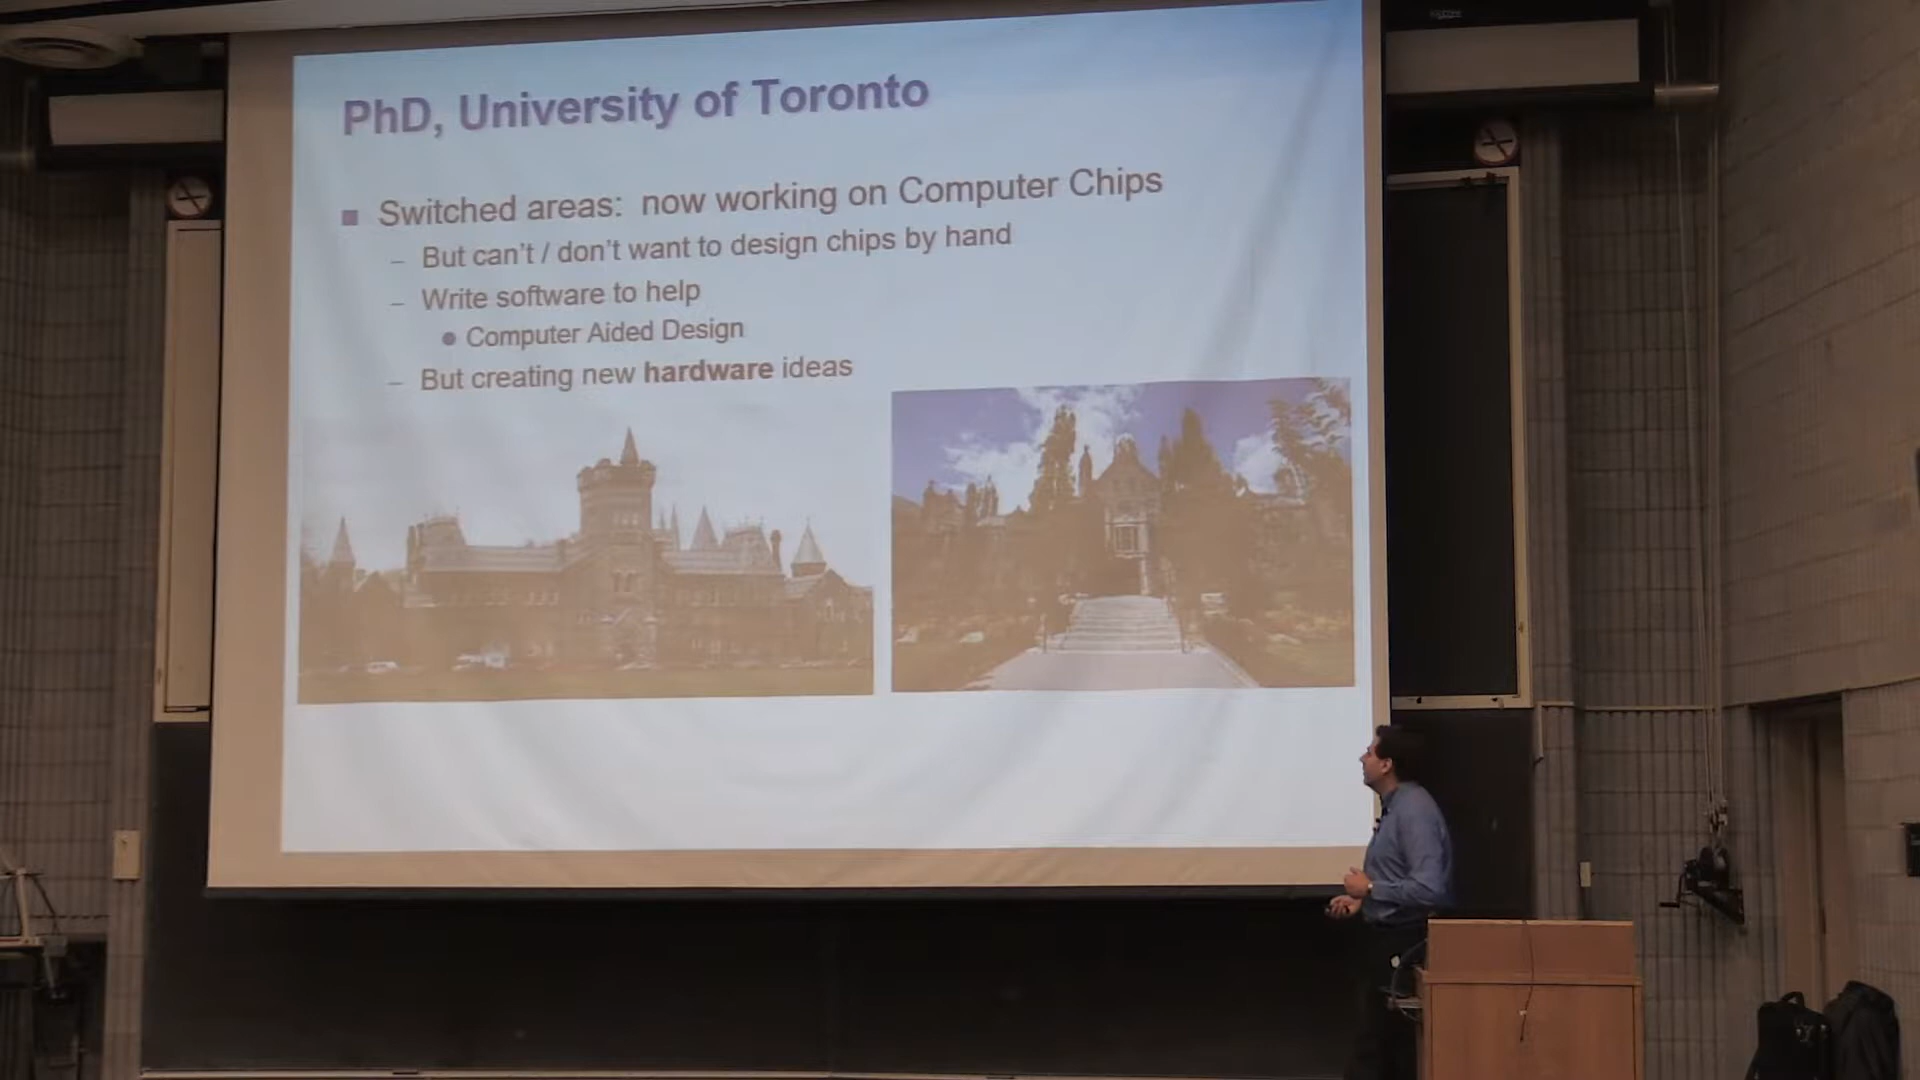 PhD, University of Toronto
Switched areas: now working on Computer Chips
– But can't / don't want to design chips by hand
– Write software to help
Computer Aided Design
– But creating new hardware ideas